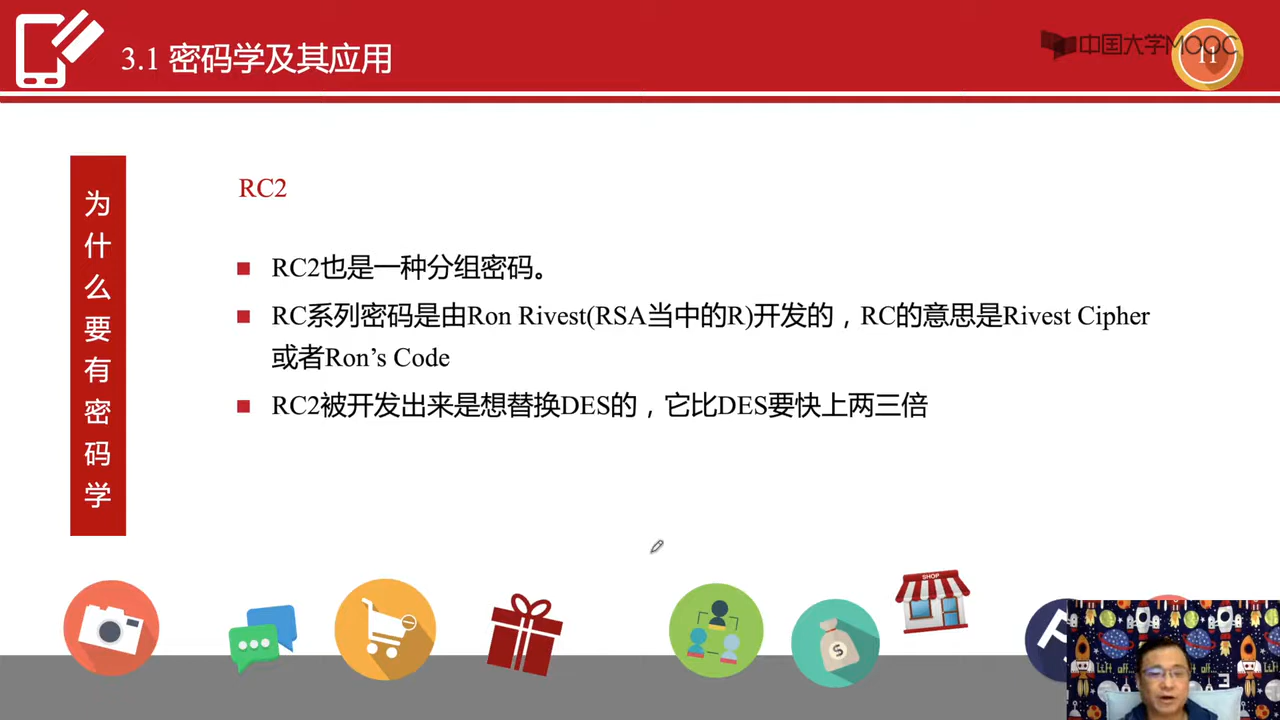 3.1 密码学及其应用
中国大学MOOC
11
为什么要有密码学
RC2
RC2也是一种分组密码。
RC系列密码是由Ron Rivest(RSA当中的R)开发的，RC的意思是Rivest Cipher
或者Ron’s Code
RC2被开发出来是想替换DES的，它比DES要快上两三倍
SHOP
$